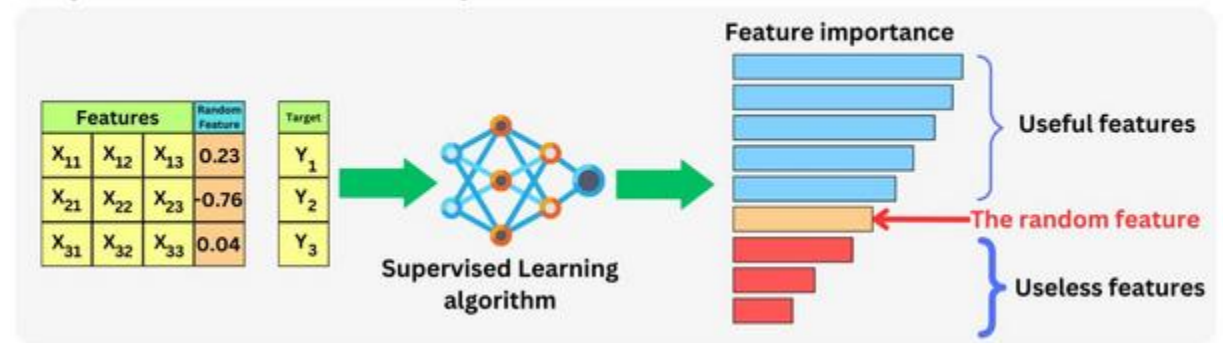 Feature importance
Features
Random
Feature
Target
X11 X12 X13 0.23
Y1
X21 X22 X23 -0.76
Y2
X31 X32 X33 0.04
Y3
Supervised Learning
algorithm
Useful features
The random feature
Useless features